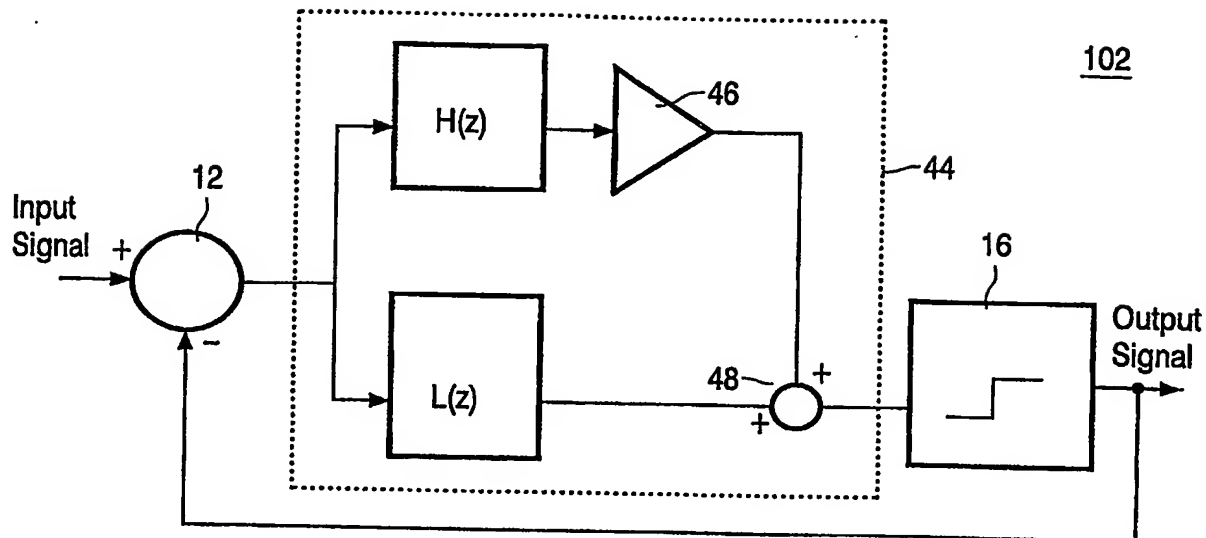 102
46
H(z)
44
12
Input
Signal
+
-
16
Output
Signal
L(z)
48
+
+